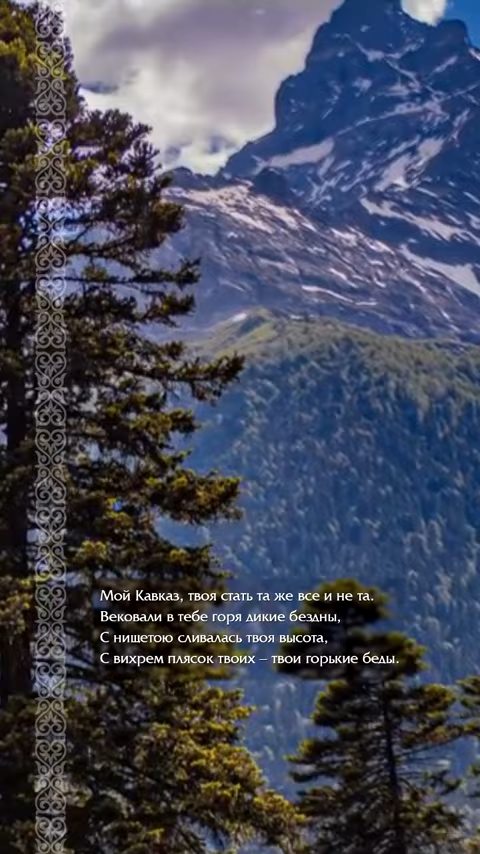 Мой Кавказ, твоя стать та же все и не та.
Вековали в тебе горя дикие бездны,
С нищетою сливалась твоя высота,
С вихрем плясок твоих – твои горькие беды.